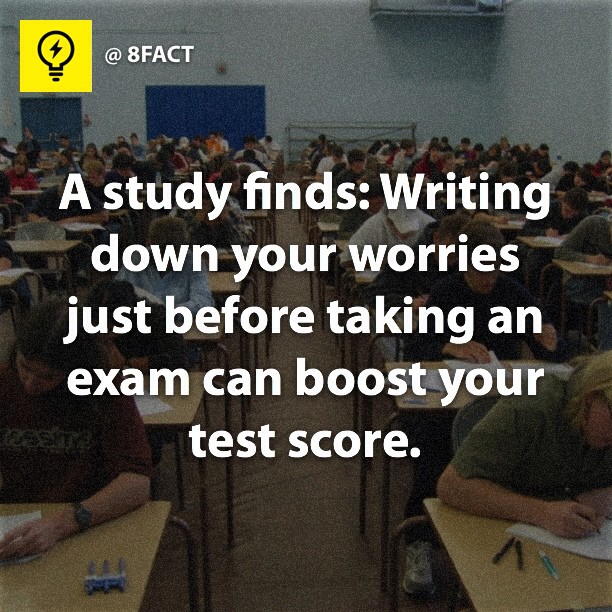 @ 8FACT
A study finds: Writing
down your worries
just before taking an
exam can boost your
test score.